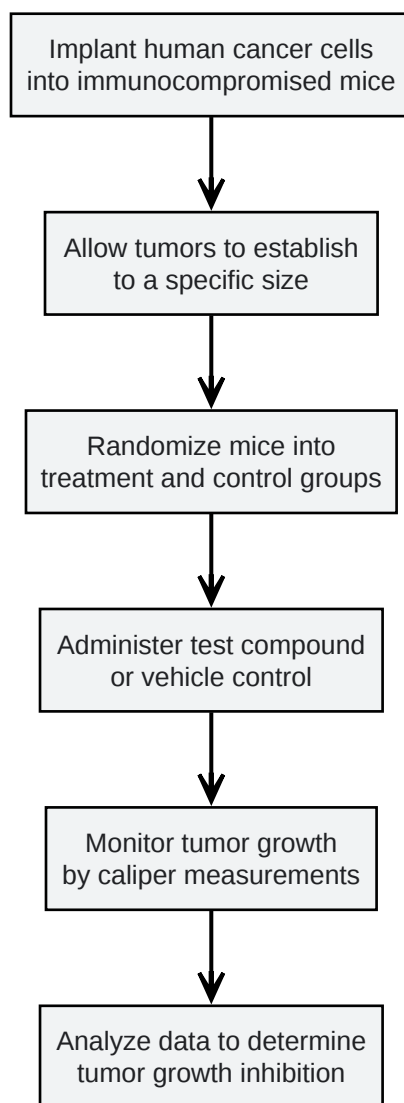 Implant human cancer cells
into immunocompromised mice
Allow tumors to establish
to a specific size
Randomize mice into
treatment and control groups
Administer test compound
or vehicle control
Monitor tumor growth
by caliper measurements
Analyze data to determine
tumor growth inhibition